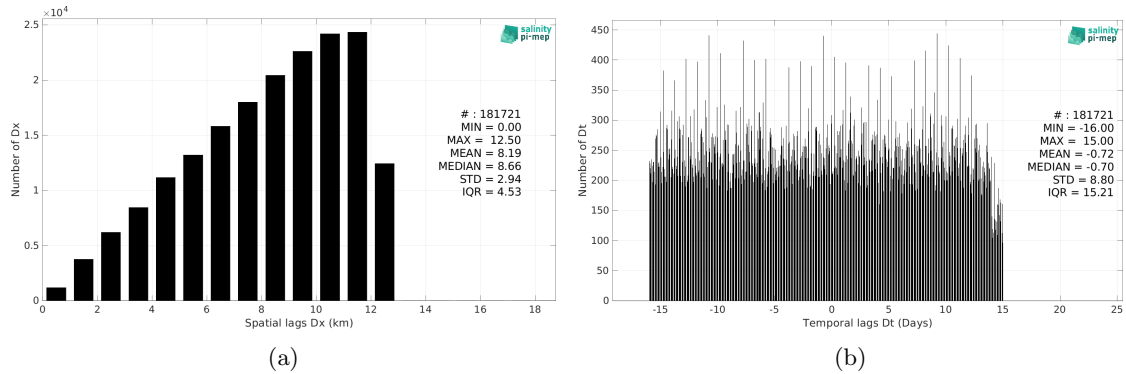 2.5 ×10⁴
2
1.5
1
0.5
0
Number of Dx
salinity
pi-mep
# : 181721
MIN = 0.00
MAX = 12.50
MEAN = 8.19
MEDIAN = 8.66
STD = 2.94
IQR = 4.53
0 2 4 6 8 10 12 14 16 18
Spatial lags Dx (km)
(a)
450
400
350
300
250
200
150
100
50
0
Number of Dt
salinity
pi-mep
# : 181721
MIN = -16.00
MAX = 15.00
MEAN = -0.72
MEDIAN = -0.70
STD = 8.80
IQR = 15.21
-15 -10 -5 0 5 10 15 20 25
Temporal lags Dt (Days)
(b)